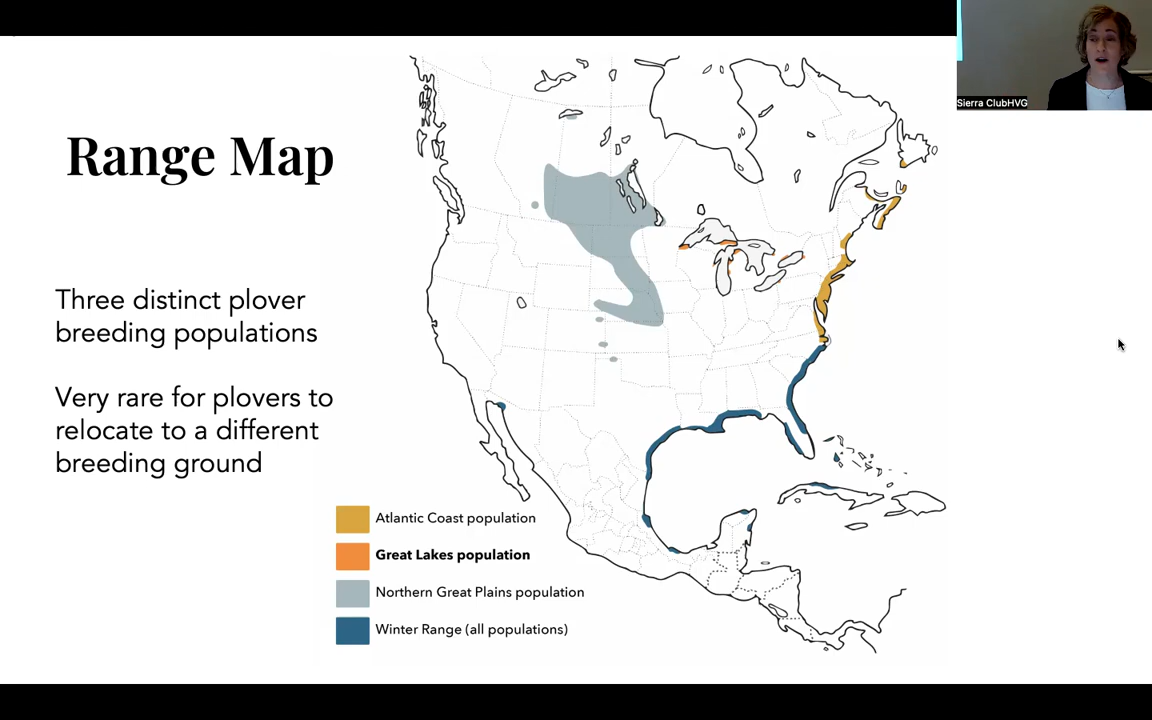 Sierra ClubHVG
Range Map
Three distinct plover
breeding populations
Very rare for plovers to
relocate to a different
breeding ground
Atlantic Coast population
Great Lakes population
Northern Great Plains population
Winter Range (all populations)